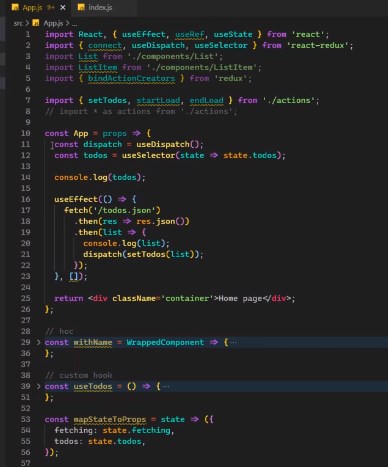 App.js 9+ ×
index.js
src > App.js > ...
1 import React, { useEffect, useRef, useState } from 'react';
2 import { connect, useDispatch, useSelector } from 'react-redux';
3 import List from './components/List';
4 import ListItem from './components/ListItem';
5 import { bindActionCreators } from 'redux';
6
7 import { setTodos, startLoad, endLoad } from './actions';
8 // import * as actions from './actions';
9
10 const App = props ⇒ {
11 const dispatch = useDispatch();
12 const todos = useSelector(state ⇒ state.todos);
13
14 console.log(todos);
15
16 useEffect(() ⇒ {
17 fetch('/todos.json')
18 .then(res ⇒ res.json())
19 .then(list ⇒ {
20 console.log(list);
21 dispatch(setTodos(list));
22 });
23 }, []);
24
25 return <div className='container'>Home page</div>;
26 };
27
28 // hoc
29 > const withName = WrappedComponent ⇒ { ...
36 };
37
38 // custom hook
39 > const useTodos = () ⇒ { ...
51 };
52
53 const mapStateToProps = state ⇒ ({
54 fetching: state.fetching,
55 todos: state.todos,
56 });
57